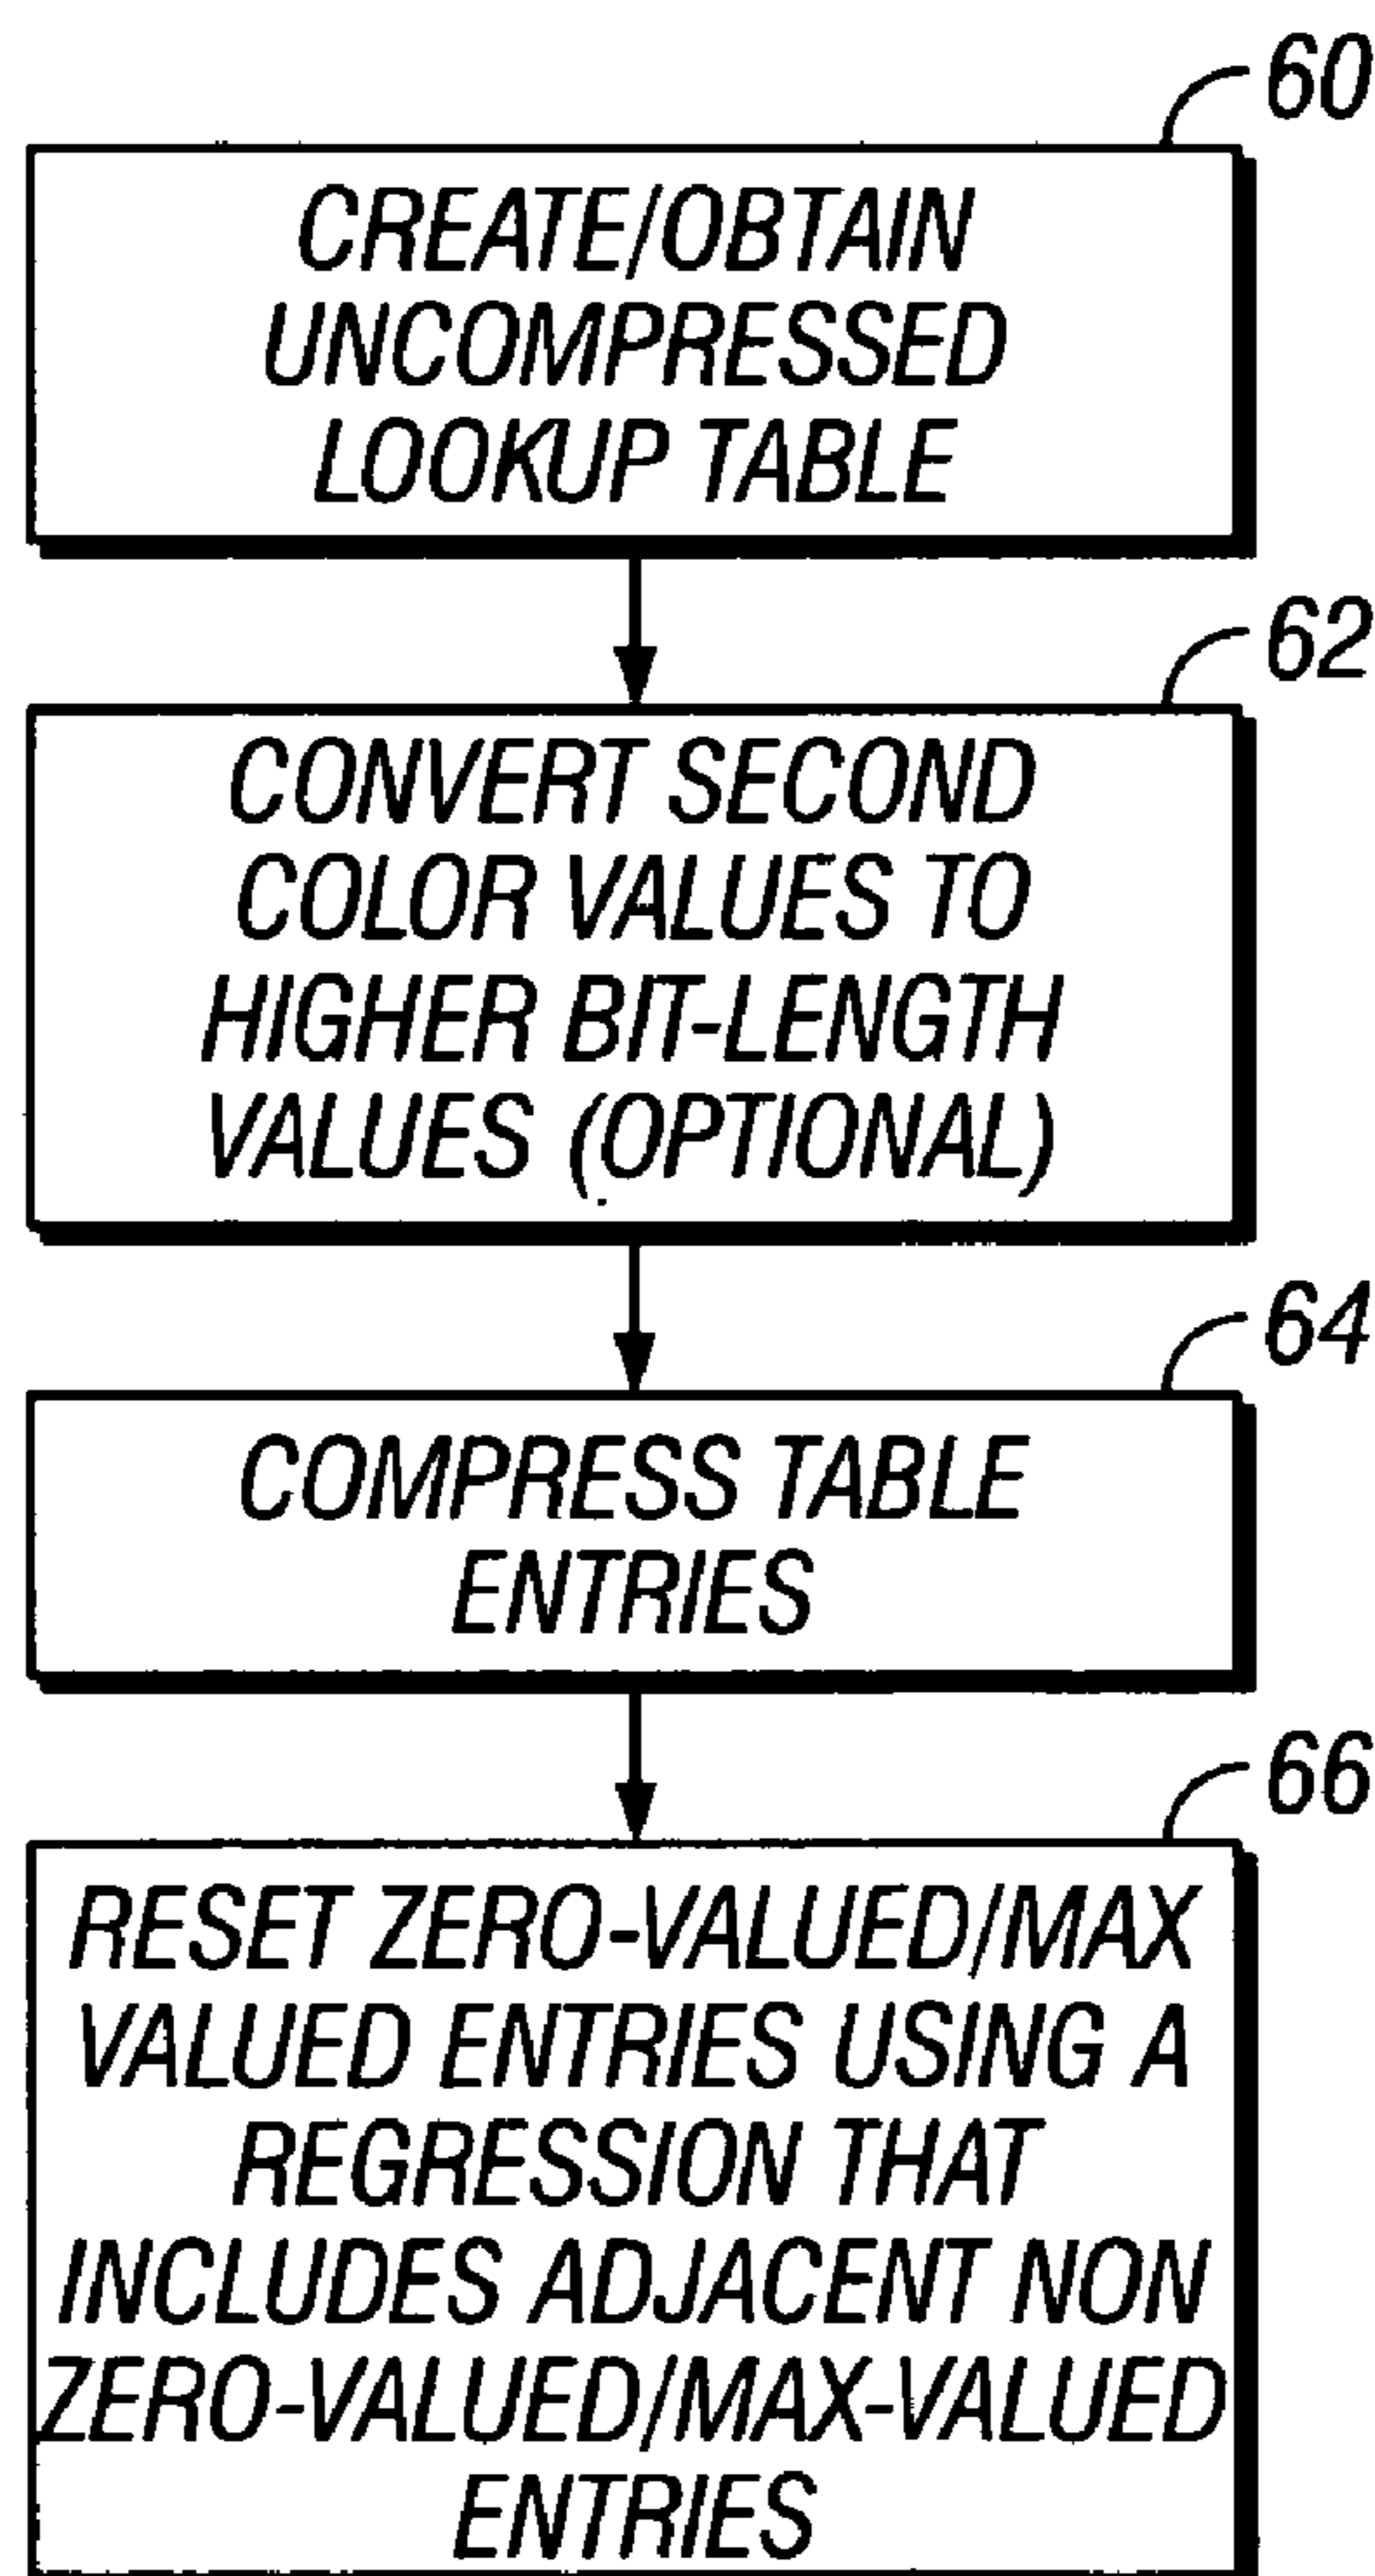 60
CREATE/OBTAIN
UNCOMPRESSED
LOOKUP TABLE
62
CONVERT SECOND
COLOR VALUES TO
HIGHER BIT-LENGTH
VALUES (OPTIONAL)
64
COMPRESS TABLE
ENTRIES
66
RESET ZERO-VALUED/MAX
VALUED ENTRIES USING A
REGRESSION THAT
INCLUDES ADJACENT NON
ZERO-VALUED/MAX-VALUED
ENTRIES